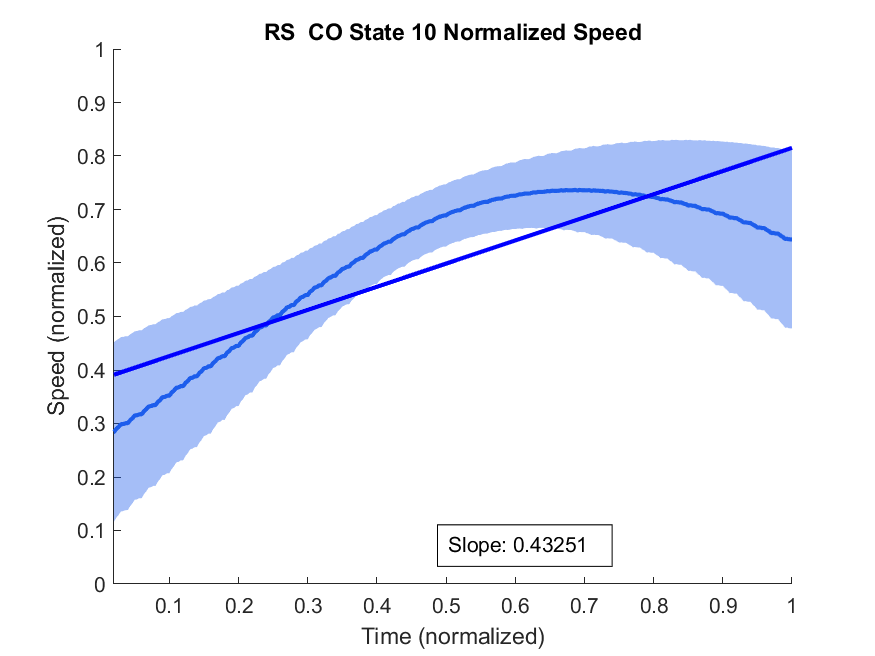 RS  CO State 10 Normalized Speed
1
0.9
0.8
0.7
0.6
0.5
0.4
0.3
0.2
0.1
0
Speed (normalized)
Slope: 0.43251
0.1 0.2 0.3 0.4 0.5 0.6 0.7 0.8 0.9 1
Time (normalized)